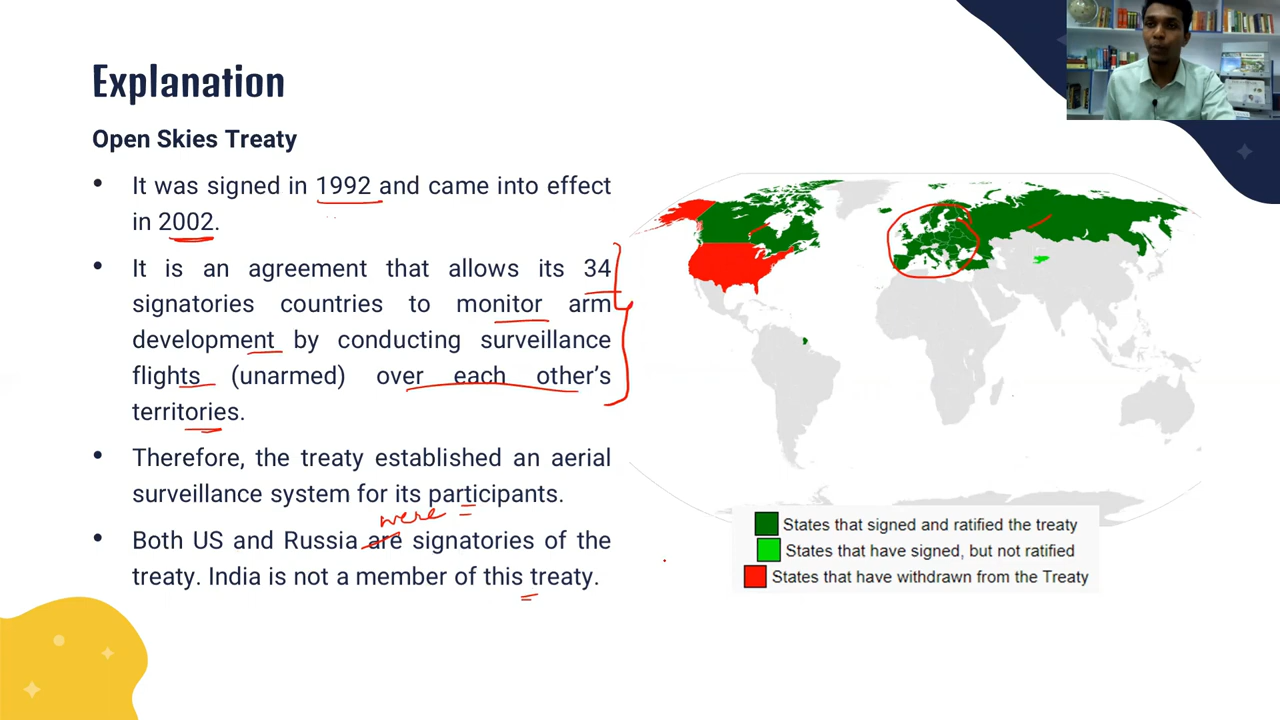 Explanation
Open Skies Treaty
• It was signed in 1992 and came into effect
in 2002.
• It is an agreement that allows its 34
signatories countries to monitor arm
development by conducting surveillance
flights (unarmed) over each other's
territories.
• Therefore, the treaty established an aerial
surveillance system for its participants.
were
• Both US and Russia are signatories of the
treaty. India is not a member of this treaty.
States that signed and ratified the treaty
States that have signed, but not ratified
States that have withdrawn from the Treaty